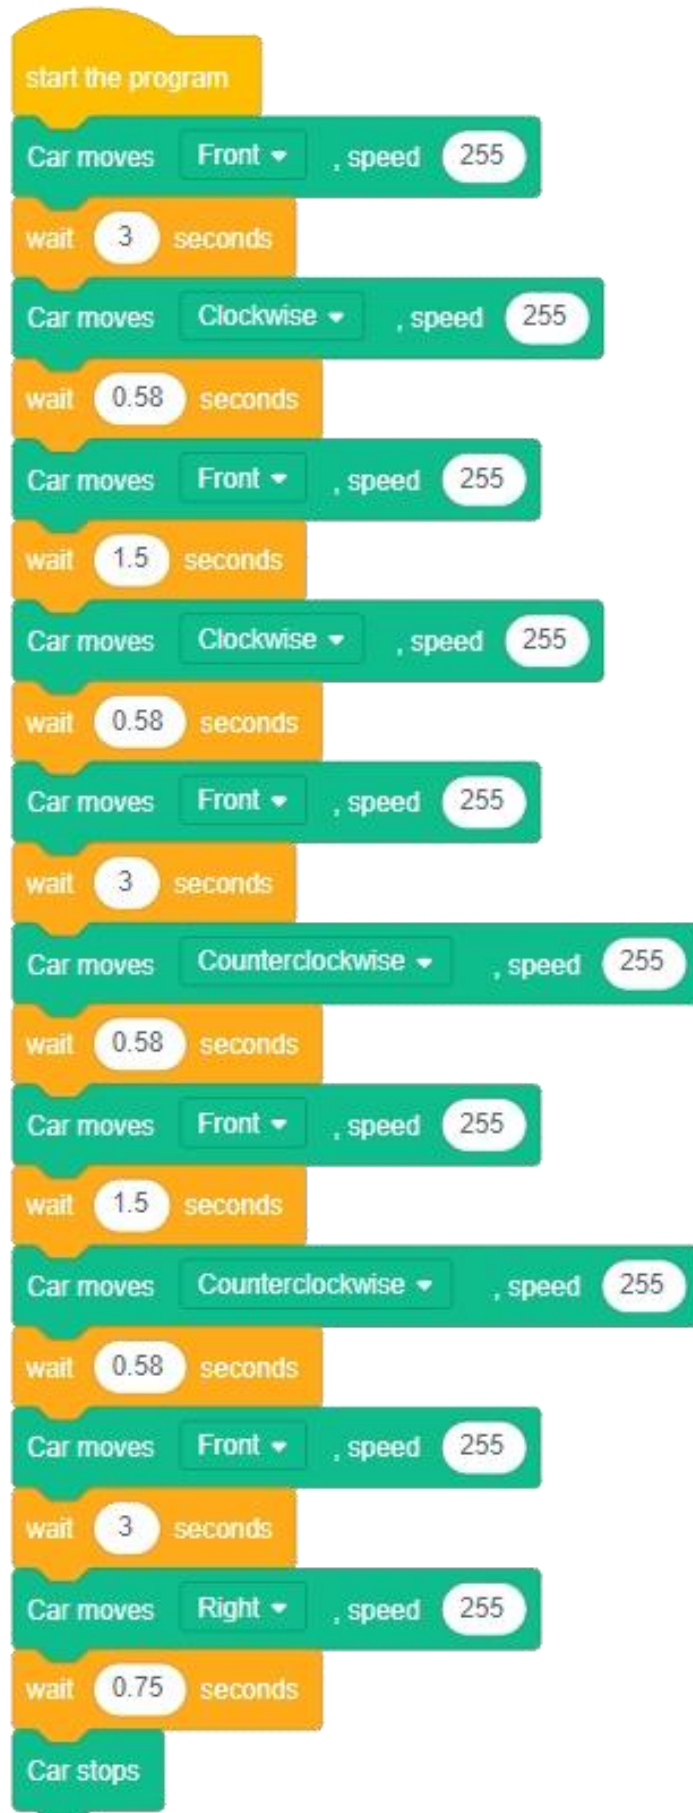 start the program
Car moves Front , speed 255
wait 3 seconds
Car moves Clockwise , speed 255
wait 0.58 seconds
Car moves Front , speed 255
wait 1.5 seconds
Car moves Clockwise , speed 255
wait 0.58 seconds
Car moves Front , speed 255
wait 3 seconds
Car moves Counterclockwise , speed 255
wait 0.58 seconds
Car moves Front , speed 255
wait 1.5 seconds
Car moves Counterclockwise , speed 255
wait 0.58 seconds
Car moves Front , speed 255
wait 3 seconds
Car moves Right , speed 255
wait 0.75 seconds
Car stops